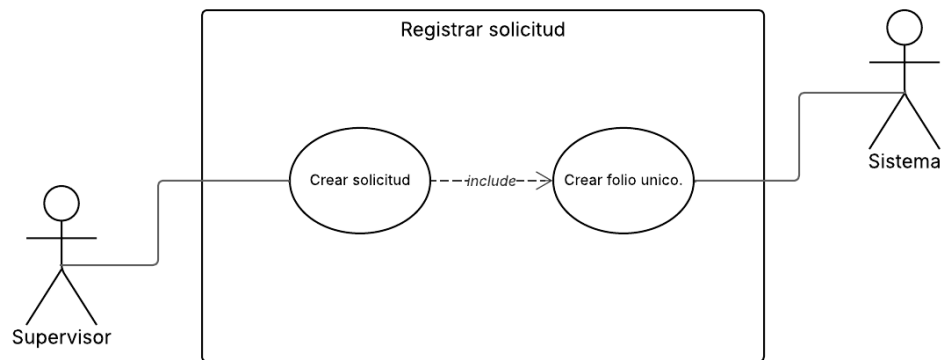 Registrar solicitud
Sistema
Crear solicitud
include
Crear folio unico.
Supervisor